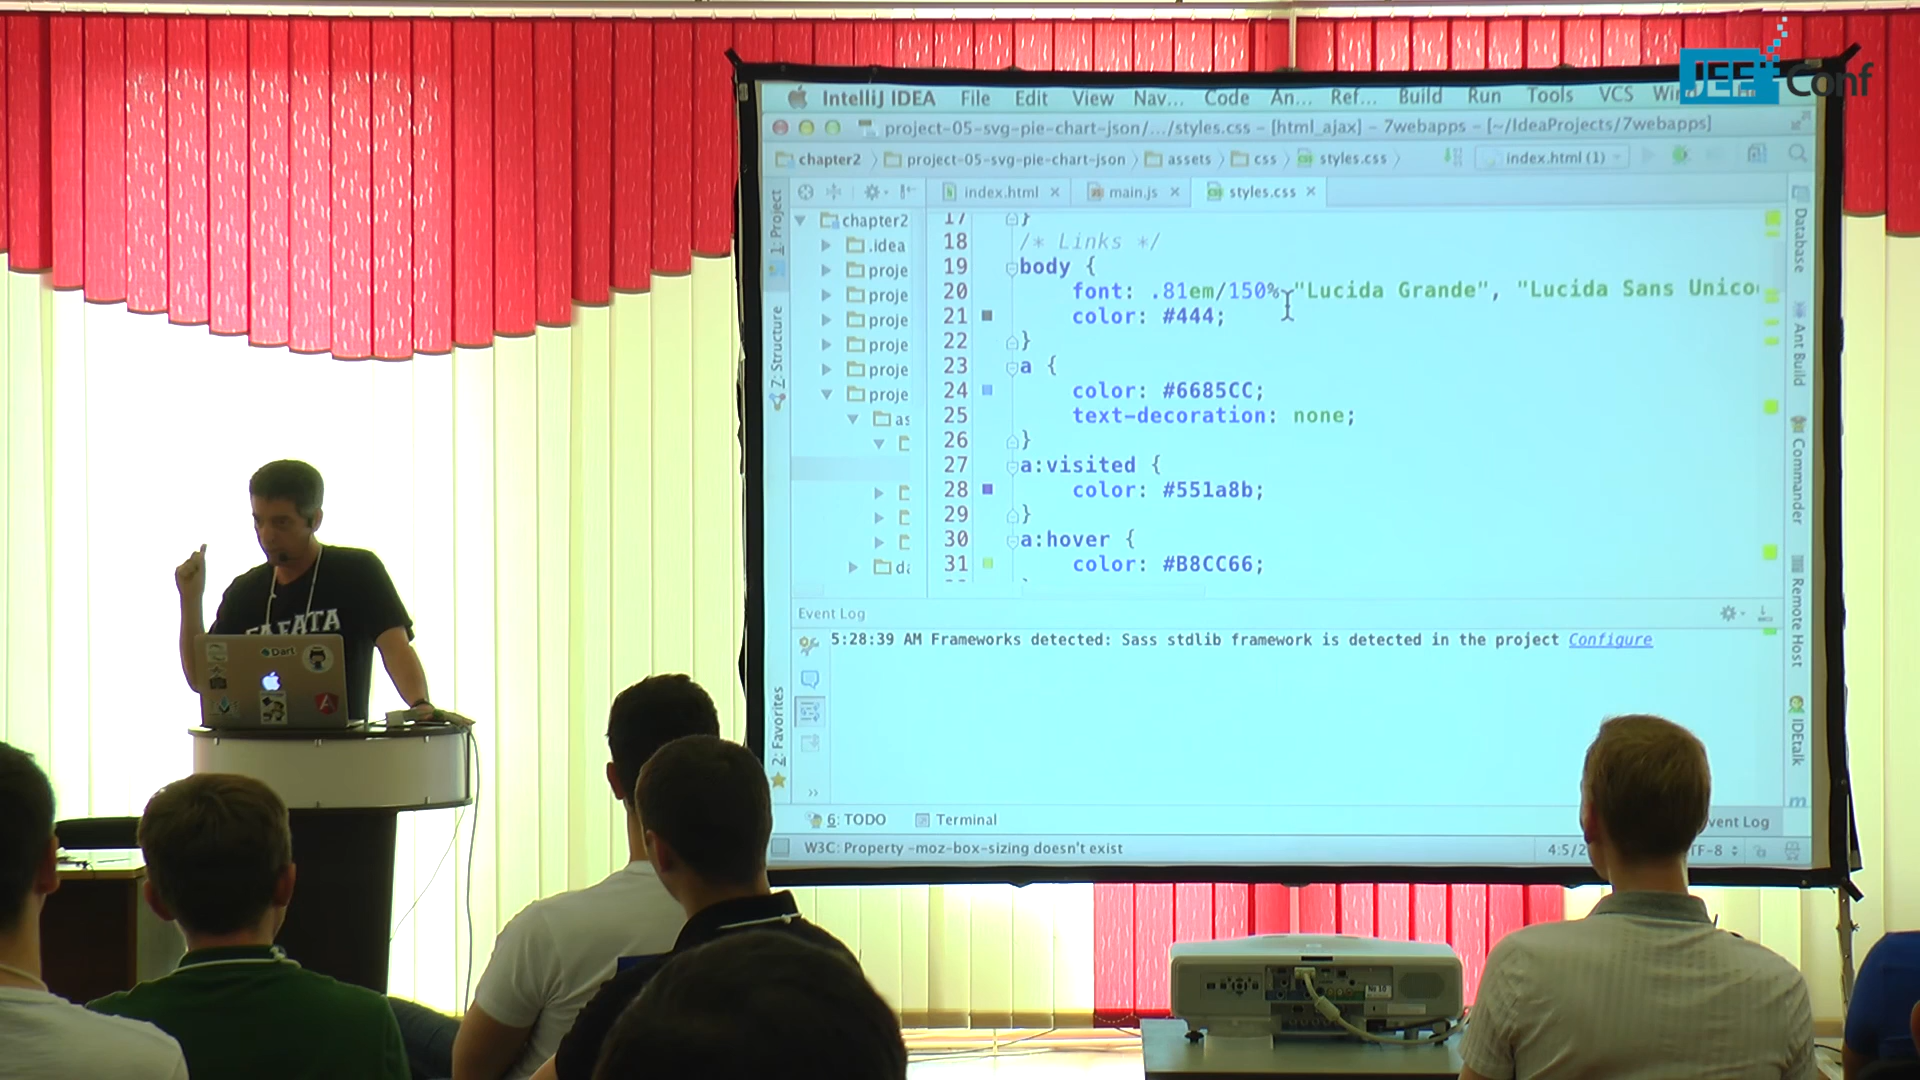 JEE Conf
IntelliJ IDEA File Edit View Nav... Code An... Ref... Build Run Tools VCS
project-05-svg-pie-chart-json/.../styles.css - [html_ajax] - 7webapps - [~/IdeaProjects/7webapps]
chapter2 project-05-svg-pie-chart-json assets css styles.css index.html (1)
index.html main.js styles.css
1: Project
7: Structure
2: Favorites
chapter2
.idea
proje
proje
proje
proje
proje
proje
as
17 }
18 /* Links */
19 body {
20 font: .81em/150% "Lucida Grande", "Lucida Sans Unico
21 color: #444;
22 }
23 a {
24 color: #6685CC;
25 text-decoration: none;
26 }
27 a:visited {
28 color: #551a8b;
29 }
30 a:hover {
31 color: #B8CC66;
Event Log
5:28:39 AM Frameworks detected: Sass stdlib framework is detected in the project Configure
6: TODO Terminal
vent Log
W3C: Property -moz-box-sizing doesn't exist
4:5/2
TF-8
Database
Ant Build
Commander
Remote Host
IDEtalk
m
Dart